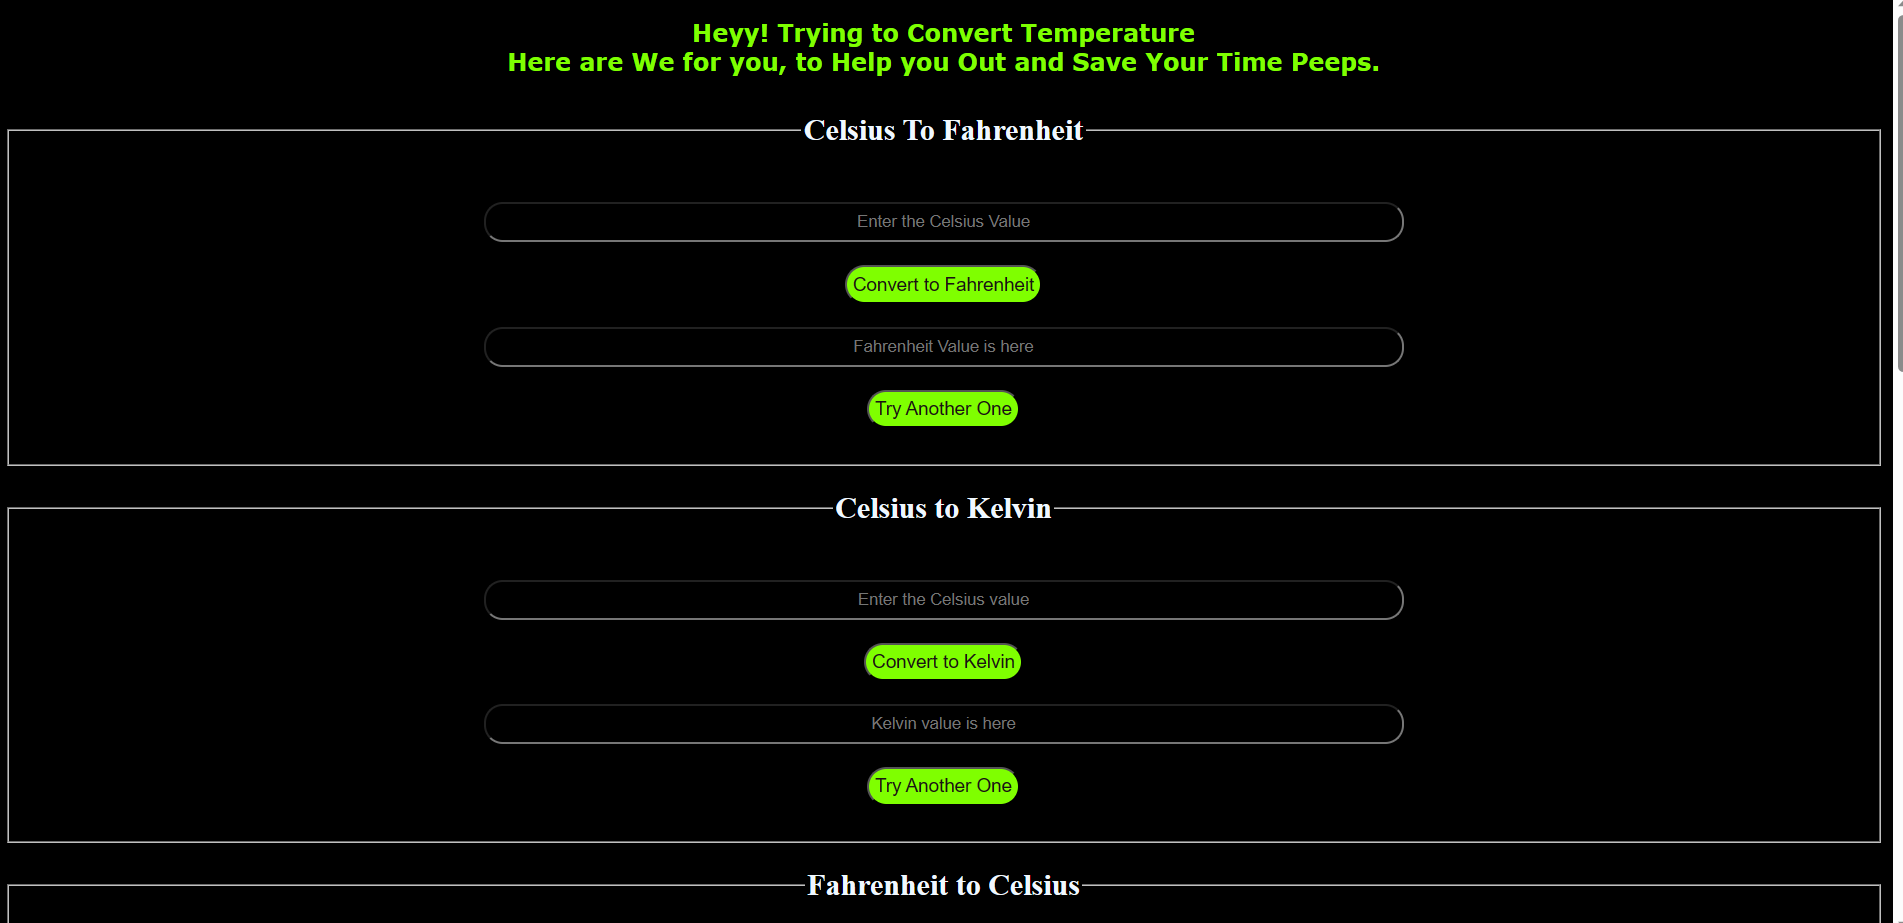 Heyy! Trying to Convert Temperature
Here are We for you, to Help you Out and Save Your Time Peeps.
Celsius To Fahrenheit
Enter the Celsius Value
Convert to Fahrenheit
Fahrenheit Value is here
Try Another One
Celsius to Kelvin
Enter the Celsius value
Convert to Kelvin
Kelvin value is here
Try Another One
Fahrenheit to Celsius